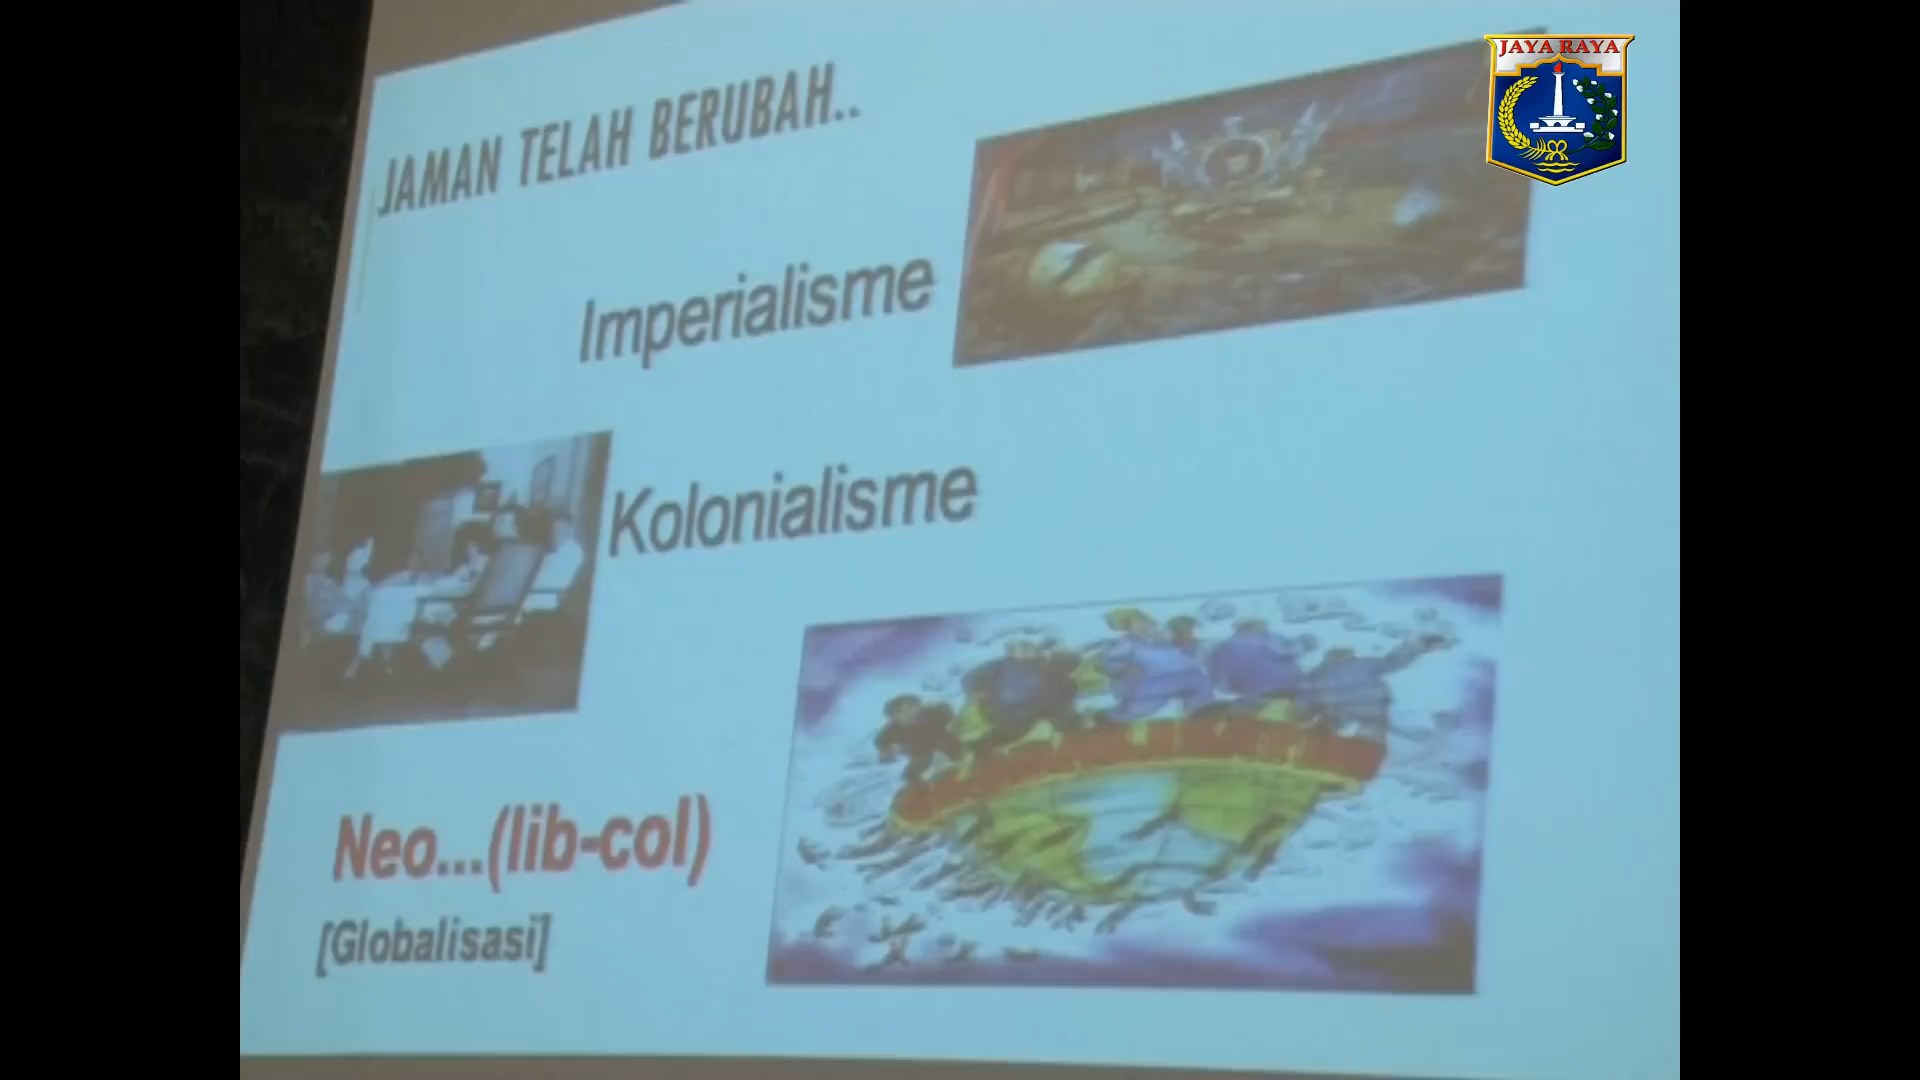 JAYA RAYA
JAMAN TELAH BERUBAH..
Imperialisme
Kolonialisme
Neo...(lib-col)
[Globalisasi]